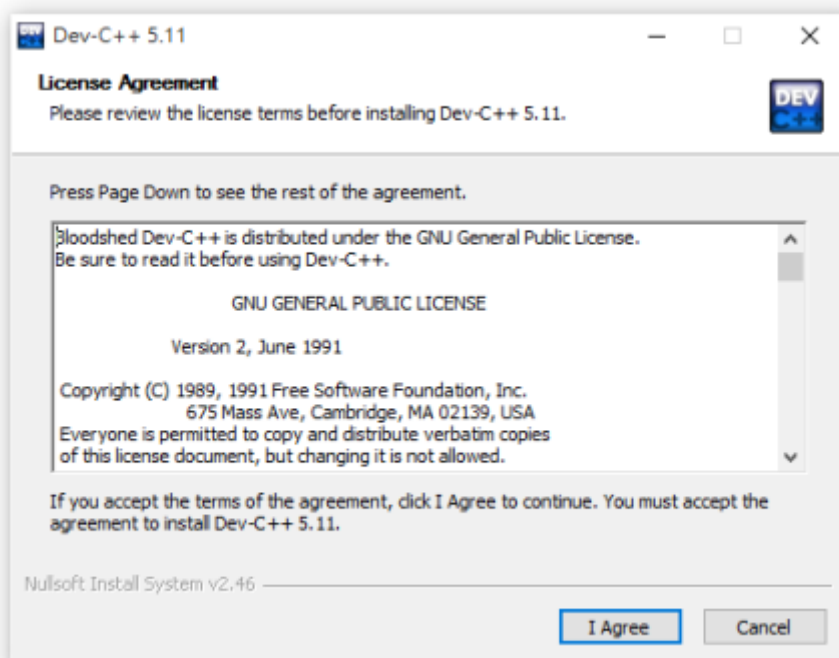 DEV C++ Dev-C++ 5.11
License Agreement
Please review the license terms before installing Dev-C++ 5.11.
DEV
C++
Press Page Down to see the rest of the agreement.
Bloodshed Dev-C++ is distributed under the GNU General Public License.
Be sure to read it before using Dev-C++.
GNU GENERAL PUBLIC LICENSE
Version 2, June 1991
Copyright (C) 1989, 1991 Free Software Foundation, Inc.
675 Mass Ave, Cambridge, MA 02139, USA
Everyone is permitted to copy and distribute verbatim copies
of this license document, but changing it is not allowed.
If you accept the terms of the agreement, click I Agree to continue. You must accept the
agreement to install Dev-C++ 5.11.
Nullsoft Install System v2.46
I Agree Cancel